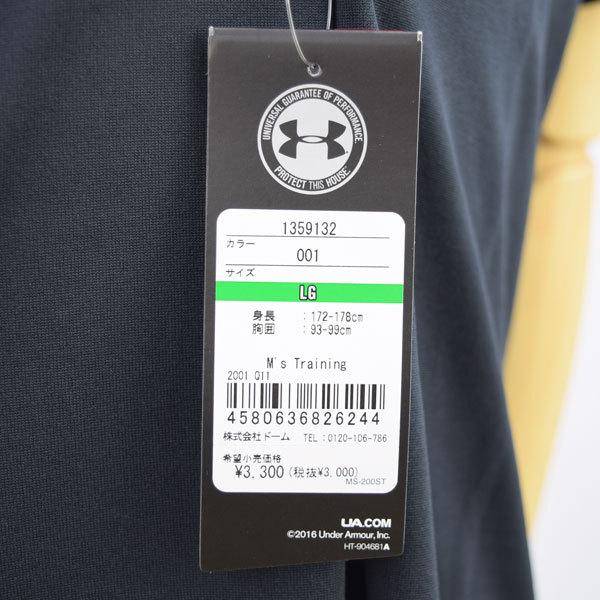 UNIVERSAL GUARANTEE OF PERFORMANCE
PROTECT THIS HOUSE
1359132
カラー
001
サイズ
LG
身長 :172-178cm
胸囲 :93-99cm
M's Training
2001 Q11
4580636826244
株式会社ドーム TEL:0120-106-786
希望小売価格
¥3,300(税抜¥3,000)
MS-200ST
UA.COM
©2016 Under Armour, Inc.
HT-904681A